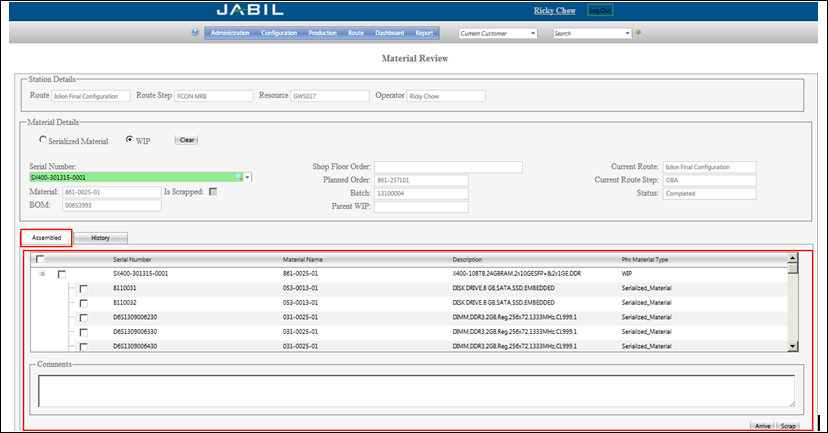 JABIL
Ricky Chow
Log Out
Administration Configuration Production Route Dashboard Report
Current Customer
Search
Material Review
Station Details
Route Isilon Final Configuration Route Step FCON MRB Resource GWS017 Operator Ricky Chow
Material Details
Serialized Material WIP Clear
Serial Number:
SX400-301315-0001
Material: 861-0025-01 Is Scrapped:
BOM: 00653993
Shop Floor Order:
Planned Order: 861-25TL01
Batch: 13100004
Parent WIP:
Current Route: Isilon Final Configuration
Current Route Step: OBA
Status: Completed
Assembled History
Serial Number Material Name Description Phx Material Type
SX400-301315-0001 861-0025-01 X400-108TB,24GBRAM,2x10GESFP+&2x1GE,DDR WIP
8110031 053-0013-01 DISK DRIVE,8 GB,SATA,SSD,EMBEDDED Serialized_Material
8110032 053-0013-01 DISK DRIVE,8 GB,SATA,SSD,EMBEDDED Serialized_Material
D6S1309006230 031-0025-01 DIMM,DDR3,2GB,Reg,256x72,1333MHz,CL999,1 Serialized_Material
D6S1309006330 031-0025-01 DIMM,DDR3,2GB,Reg,256x72,1333MHz,CL999,1 Serialized_Material
D6S1309006430 031-0025-01 DIMM,DDR3,2GB,Reg,256x72,1333MHz,CL999,1 Serialized_Material
Comments
Arrive Scrap